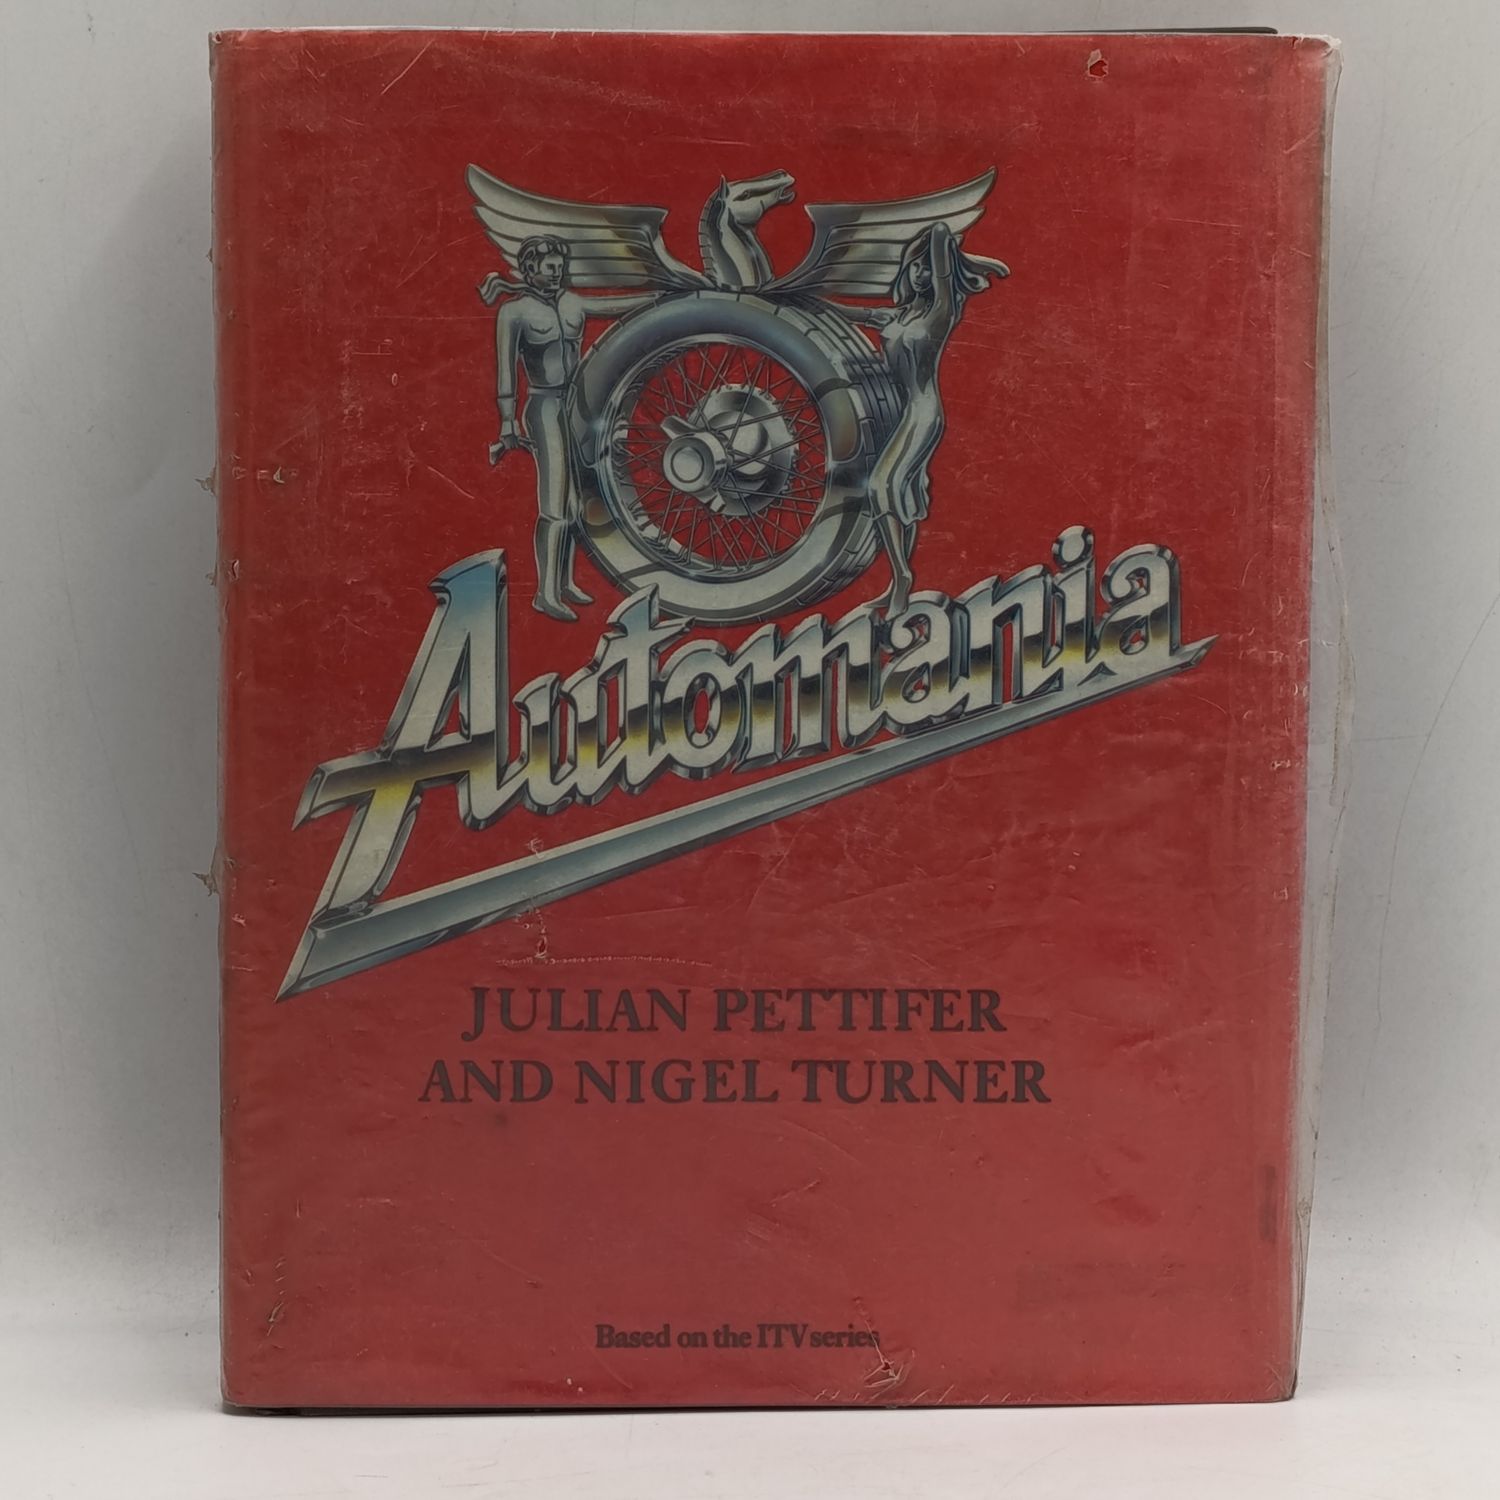 Automania
JULIAN PETTIFER
AND NIGEL TURNER
Based on the ITV series